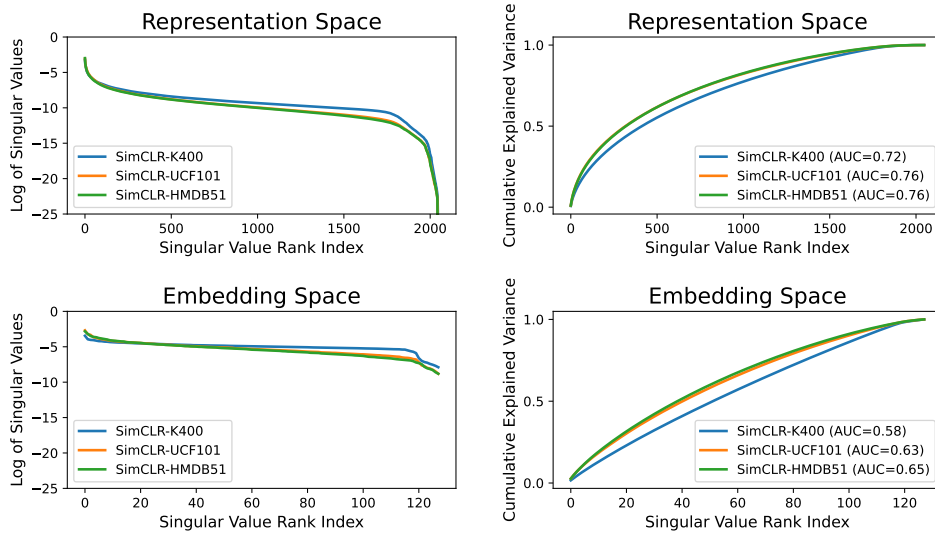 Representation Space
Log of Singular Values
0
−5
−10
−15
−20
−25
SimCLR-K400
SimCLR-UCF101
SimCLR-HMDB51
0 500 1000 1500 2000
Singular Value Rank Index
Representation Space
Cumulative Explained Variance
1.0
0.5
0.0
SimCLR-K400 (AUC=0.72)
SimCLR-UCF101 (AUC=0.76)
SimCLR-HMDB51 (AUC=0.76)
0 500 1000 1500 2000
Singular Value Rank Index
Embedding Space
Log of Singular Values
0
−5
−10
−15
−20
−25
SimCLR-K400
SimCLR-UCF101
SimCLR-HMDB51
0 20 40 60 80 100 120
Singular Value Rank Index
Embedding Space
Cumulative Explained Variance
1.0
0.5
0.0
SimCLR-K400 (AUC=0.58)
SimCLR-UCF101 (AUC=0.63)
SimCLR-HMDB51 (AUC=0.65)
0 20 40 60 80 100 120
Singular Value Rank Index